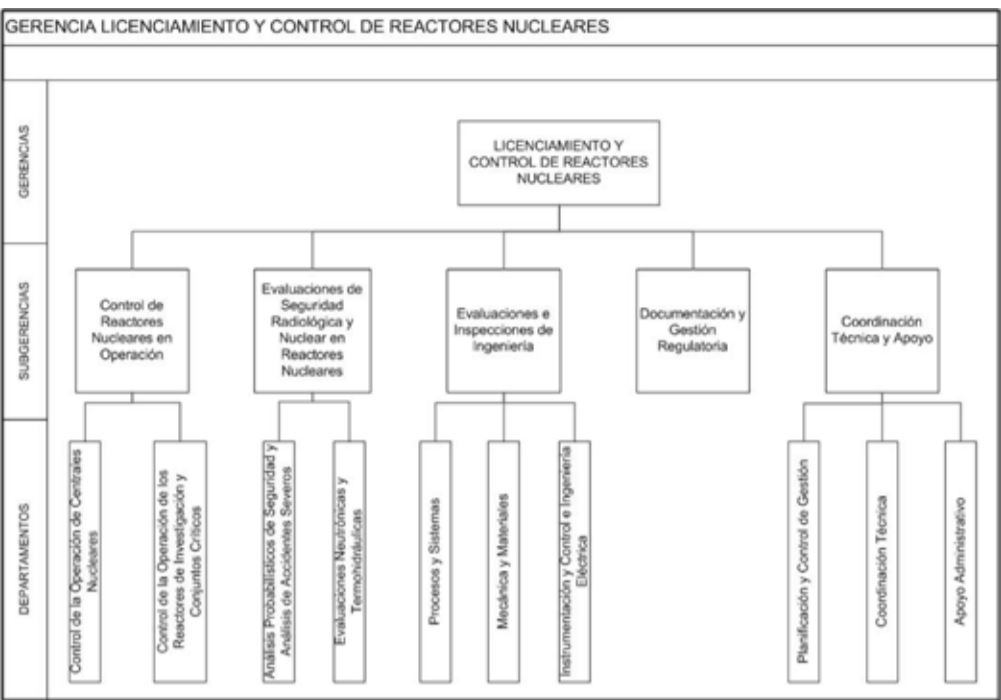 GERENCIA LICENCIAMIENTO Y CONTROL DE REACTORES NUCLEARES
GERENCIAS
LICENCIAMIENTO Y
CONTROL DE REACTORES
NUCLEARES
SUBGERENCIAS
Control de
Reactores
Nucleares en
Operación
Evaluaciones de
Seguridad
Radiológica y
Nuclear en
Reactores
Nucleares
Evaluaciones e
Inspecciones de
Ingeniería
Documentación y
Gestión
Regulatoria
Coordinación
Técnica y Apoyo
DEPARTAMENTOS
Control de la Operación de Centrales
Nucleares
Control de la Operación de los
Reactores de Investigación y
Conjuntos Críticos
Análisis Probabilísticos de Seguridad y
Análisis de Accidentes Severos
Evaluaciones Neutrónicas y
Termohidráulicas
Procesos y Sistemas
Mecánica y Materiales
Instrumentación y Control e Ingeniería
Eléctrica
Planificación y Control de Gestión
Coordinación Técnica
Apoyo Administrativo